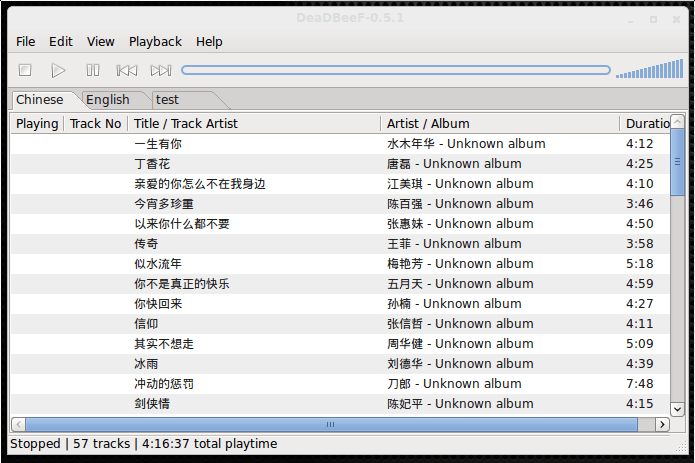 DeaDBeeF-0.5.1
File Edit View Playback Help
Chinese English test
Playing Track No Title / Track Artist Artist / Album Duratio
一生有你 水木年华 - Unknown album 4:12
丁香花 唐磊 - Unknown album 4:25
亲爱的你怎么不在我身边 江美琪 - Unknown album 4:10
今宵多珍重 陈百强 - Unknown album 3:46
以来你什么都不要 张惠妹 - Unknown album 4:50
传奇 王菲 - Unknown album 3:58
似水流年 梅艳芳 - Unknown album 5:18
你不是真正的快乐 五月天 - Unknown album 4:59
你快回来 孙楠 - Unknown album 4:27
信仰 张信哲 - Unknown album 4:11
其实不想走 周华健 - Unknown album 5:09
冰雨 刘德华 - Unknown album 4:39
冲动的惩罚 刀郎 - Unknown album 7:48
剑侠情 陈妃平 - Unknown album 4:15
Stopped | 57 tracks | 4:16:37 total playtime